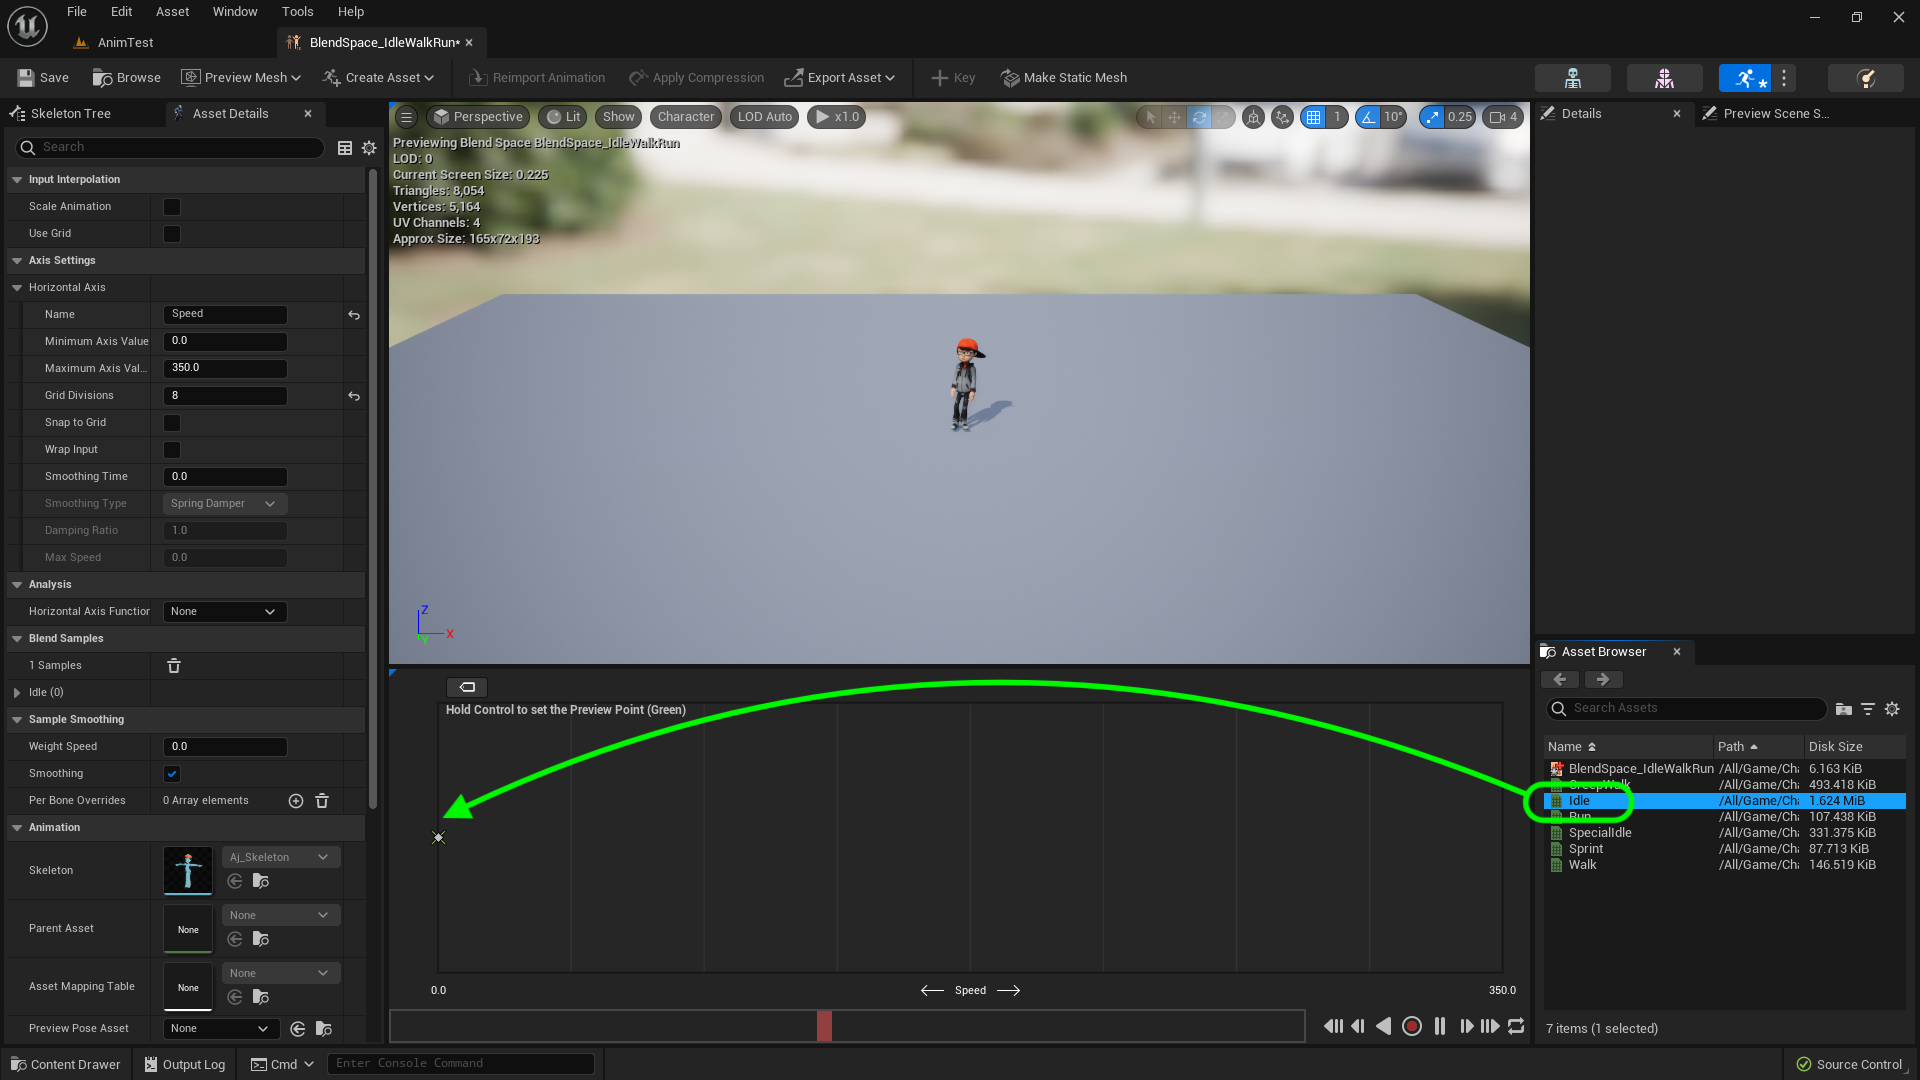 File Edit Asset Window Tools Help
AnimTest BlendSpace_IdleWalkRun*
Save Browse Preview Mesh Create Asset Reimport Animation Apply Compression Export Asset Key Make Static Mesh
Skeleton Tree Asset Details
Search
Input Interpolation
Scale Animation
Use Grid
Axis Settings
Horizontal Axis
Name Speed
Minimum Axis Value 0.0
Maximum Axis Val... 350.0
Grid Divisions 8
Snap to Grid
Wrap Input
Smoothing Time 0.0
Smoothing Type Spring Damper
Damping Ratio 1.0
Max Speed 0.0
Analysis
Horizontal Axis Function None
Blend Samples
1 Samples
Idle (0)
Sample Smoothing
Weight Speed 0.0
Smoothing
Per Bone Overrides 0 Array elements
Animation
Skeleton Aj_Skeleton
Parent Asset None None
Asset Mapping Table None None
Preview Pose Asset None
Perspective Lit Show Character LOD Auto x1.0 1 10° 0.25 4
Previewing Blend Space BlendSpace_IdleWalkRun
LOD: 0
Current Screen Size: 0.225
Triangles: 8,054
Vertices: 5,164
UV Channels: 4
Approx Size: 165x72x193
Z
X
Y
Hold Control to set the Preview Point (Green)
0.0 Speed 350.0
Details Preview Scene S...
Asset Browser
Search Assets
Name Path Disk Size
BlendSpace_IdleWalkRun /All/Game/Cha 6.163 KiB
CreepWalk /All/Game/Cha 493.418 KiB
Idle /All/Game/Cha 1.624 MiB
Run /All/Game/Cha 107.438 KiB
SpecialIdle /All/Game/Cha 331.375 KiB
Sprint /All/Game/Cha 87.713 KiB
Walk /All/Game/Cha 146.519 KiB
7 items (1 selected)
Content Drawer Output Log Cmd Enter Console Command Source Control